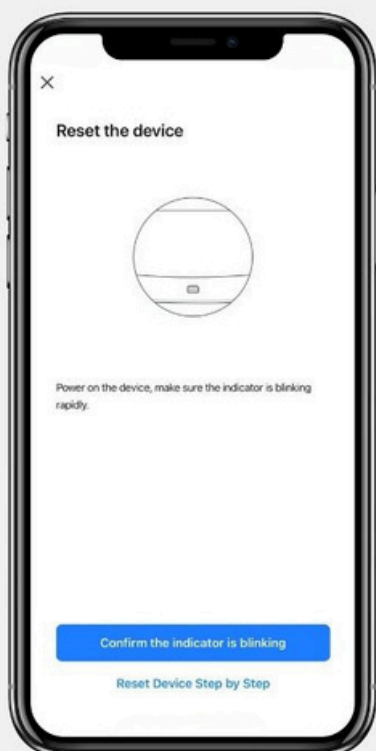 Reset the device
Power on the device, make sure the indicator is blinking
rapidly.
Confirm the indicator is blinking
Reset Device Step by Step